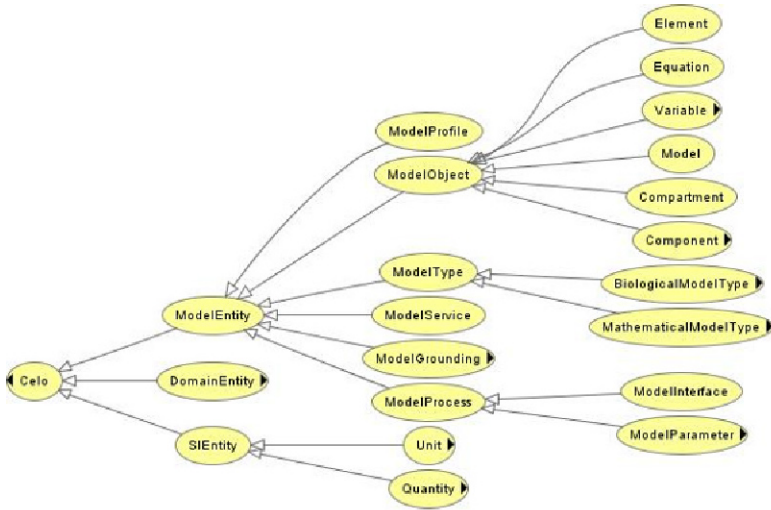 Element
Equation
Variable
ModelProfile
Model
ModelObject
Compartment
Component
ModelType
BiologicalModelType
ModelEntity
ModelService
MathematicalModelType
ModelGrounding
Celo
DomainEntity
ModelInterface
ModelProcess
ModelParameter
SIEntity
Unit
Quantity